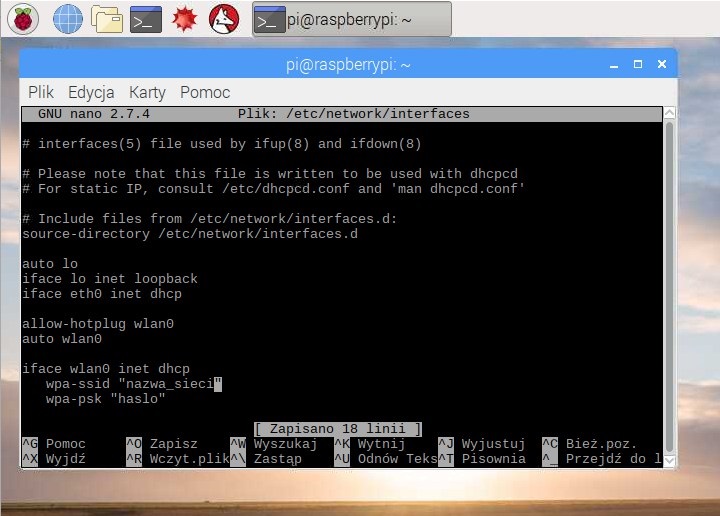 pi@raspberrypi: ~
pi@raspberrypi: ~
Plik Edycja Karty Pomoc
GNU nano 2.7.4 Plik: /etc/network/interfaces
# interfaces(5) file used by ifup(8) and ifdown(8)
# Please note that this file is written to be used with dhcpcd
# For static IP, consult /etc/dhcpcd.conf and 'man dhcpcd.conf'
# Include files from /etc/network/interfaces.d:
source-directory /etc/network/interfaces.d
auto lo
iface lo inet loopback
iface eth0 inet dhcp
allow-hotplug wlan0
auto wlan0
iface wlan0 inet dhcp
wpa-ssid "nazwa_sieci"
wpa-psk "haslo"
[ Zapisano 18 linii ]
^G Pomoc ^O Zapisz ^W Wyszukaj ^K Wytnij ^J Wyjustuj ^C Bież.poz.
^X Wyjdź ^R Wczyt.plik ^\ Zastąp ^U Odnów Teks ^T Pisownia ^_ Przejdź do l